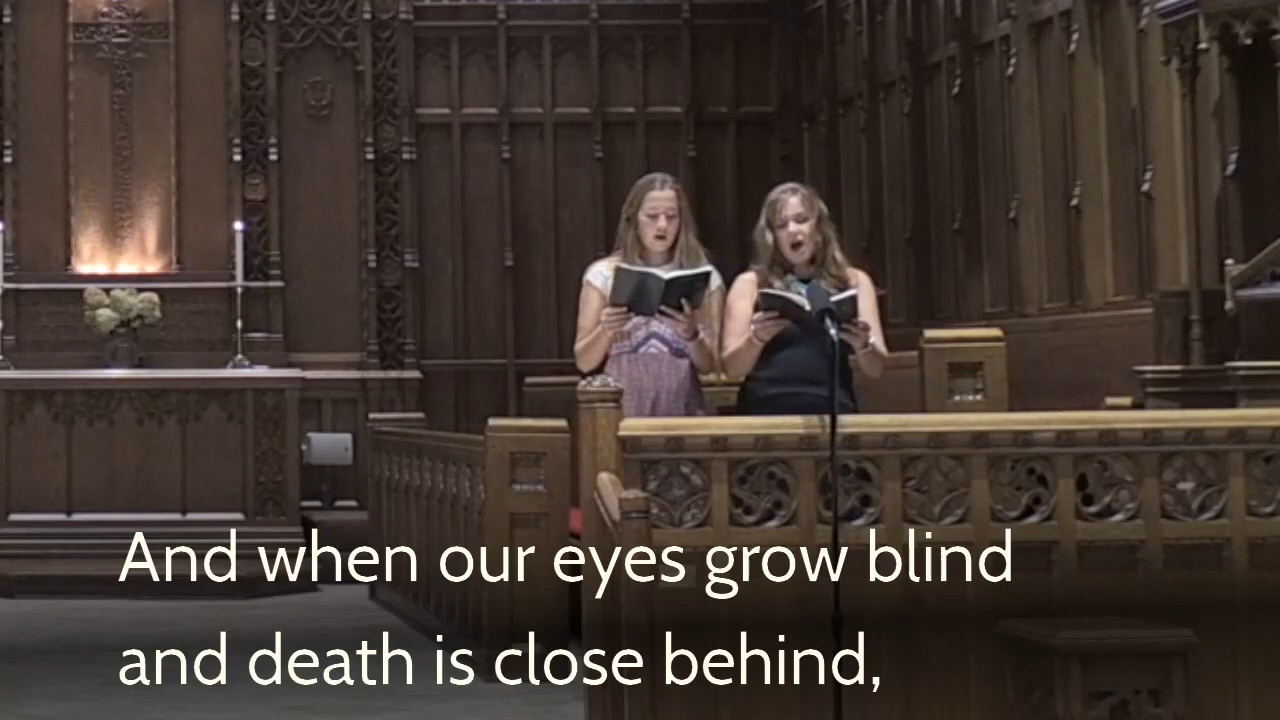 And when our eyes grow blind
and death is close behind,